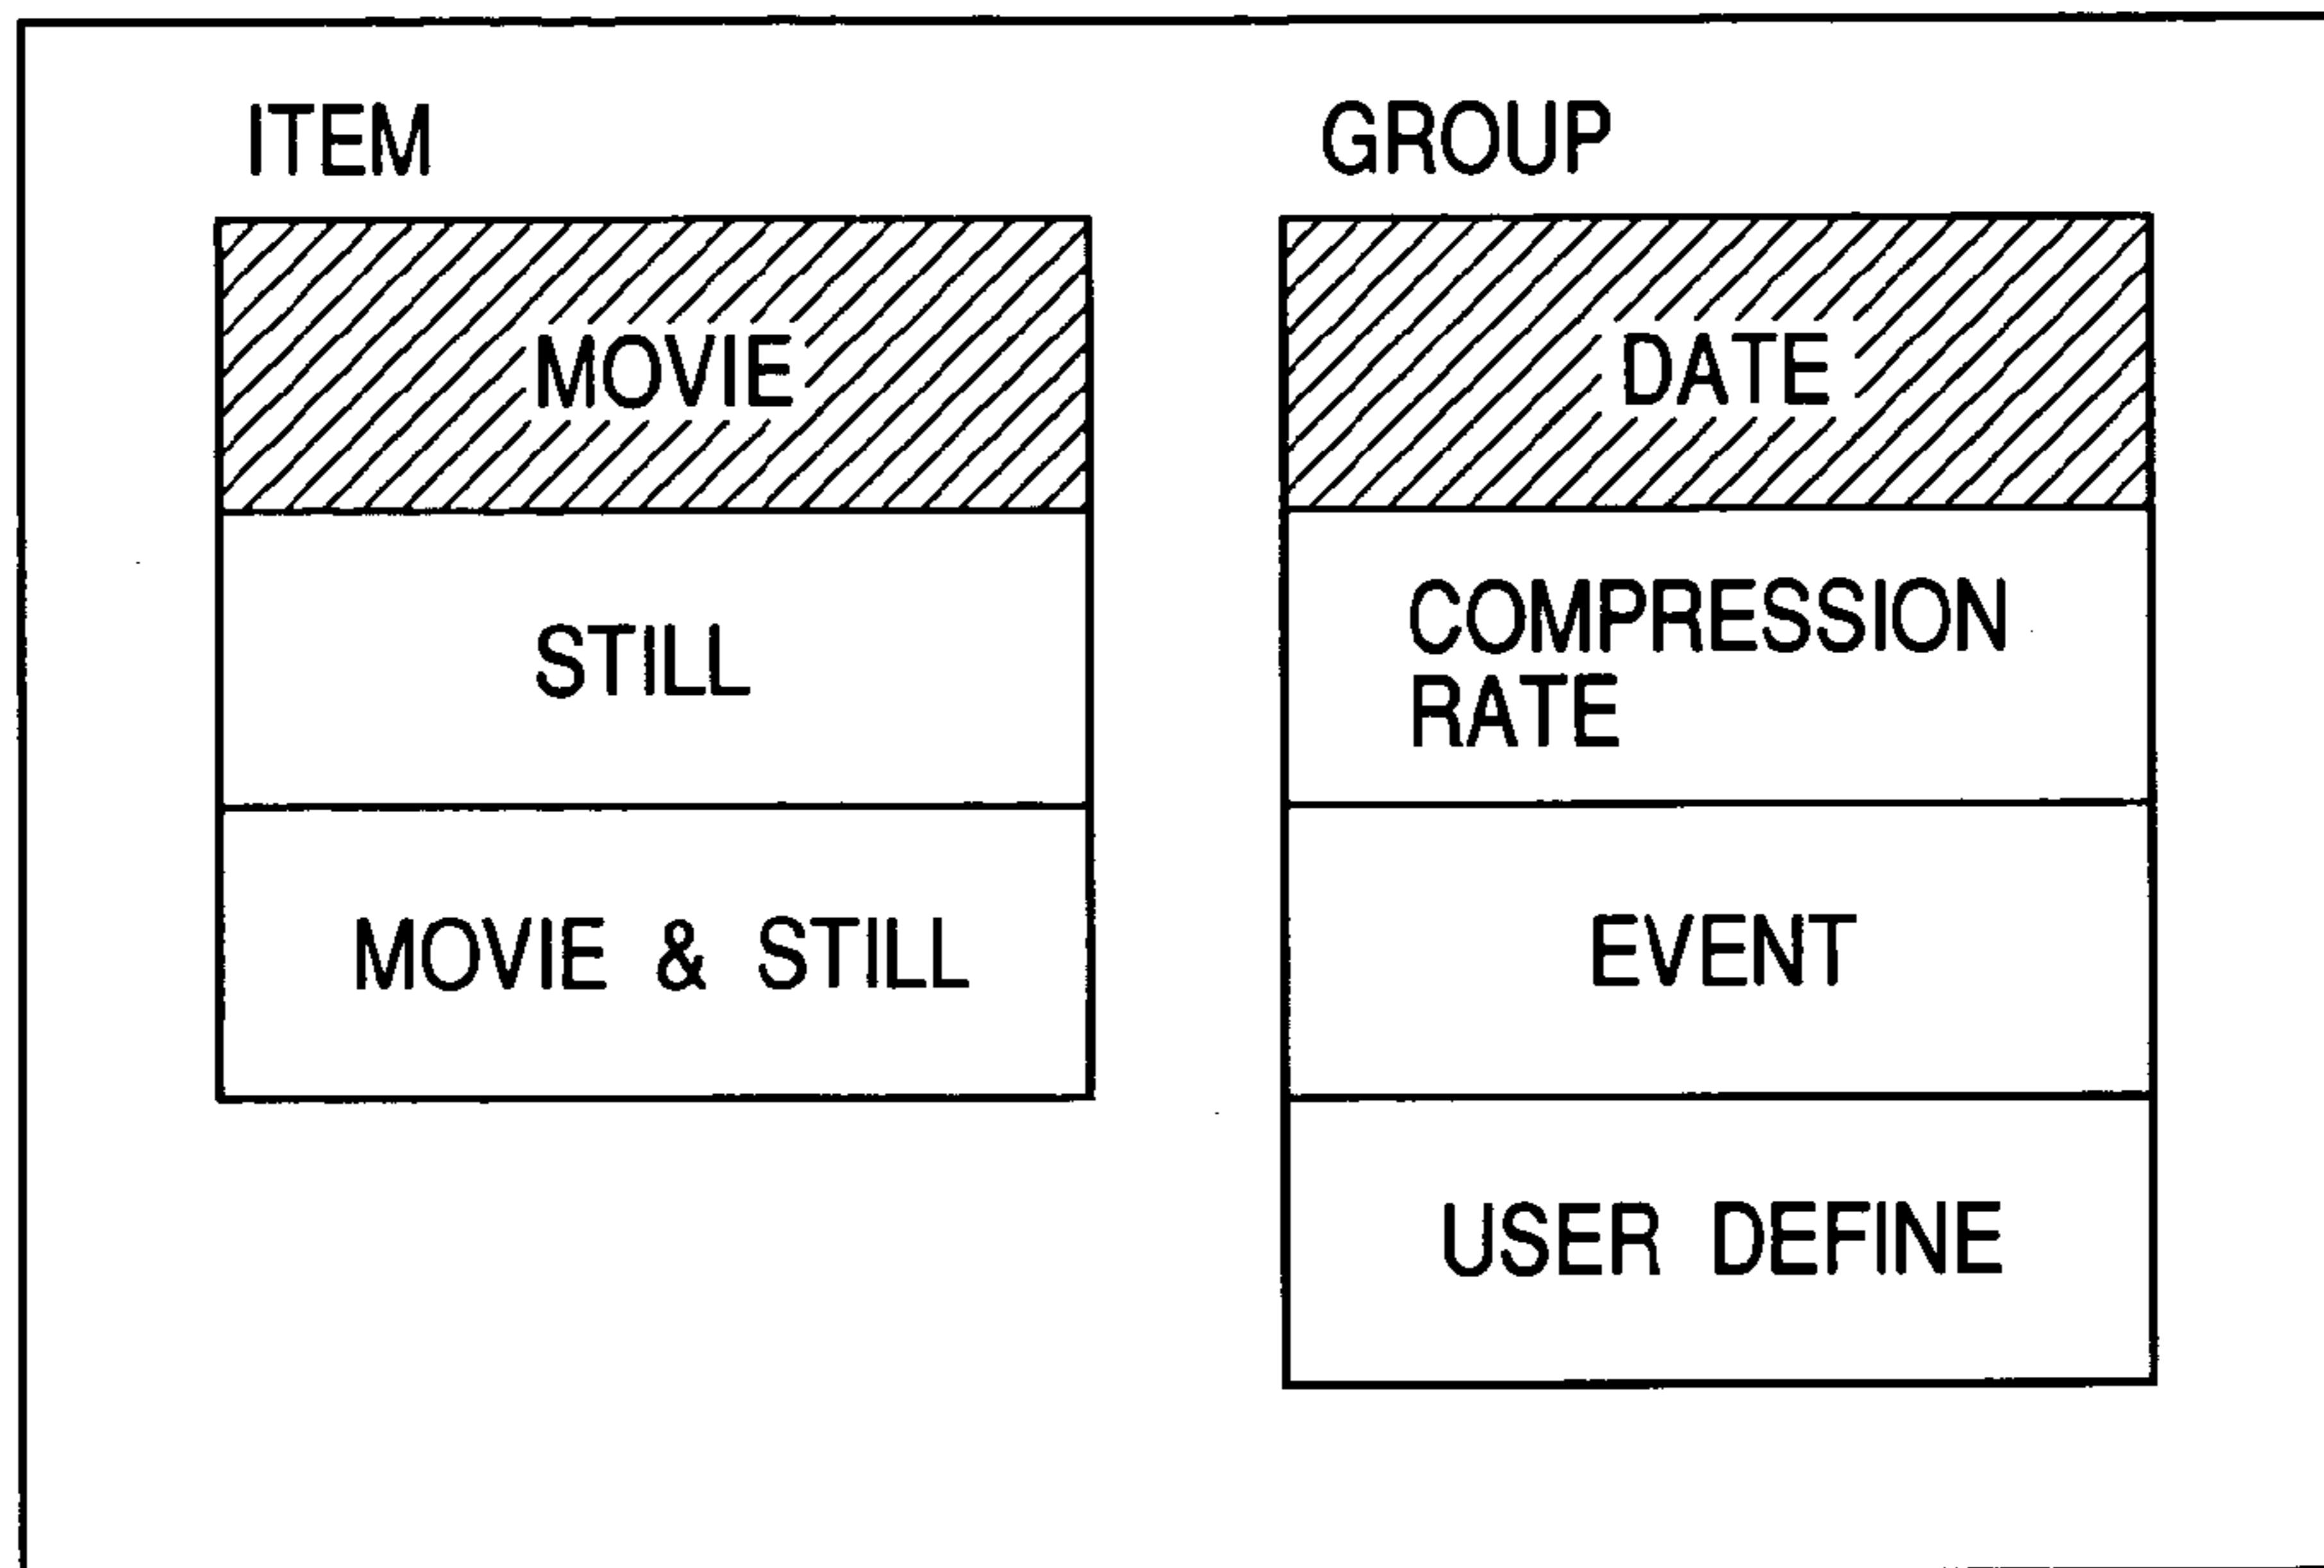 ITEM
MOVIE
STILL
MOVIE & STILL
GROUP
DATE
COMPRESSION
RATE
EVENT
USER DEFINE